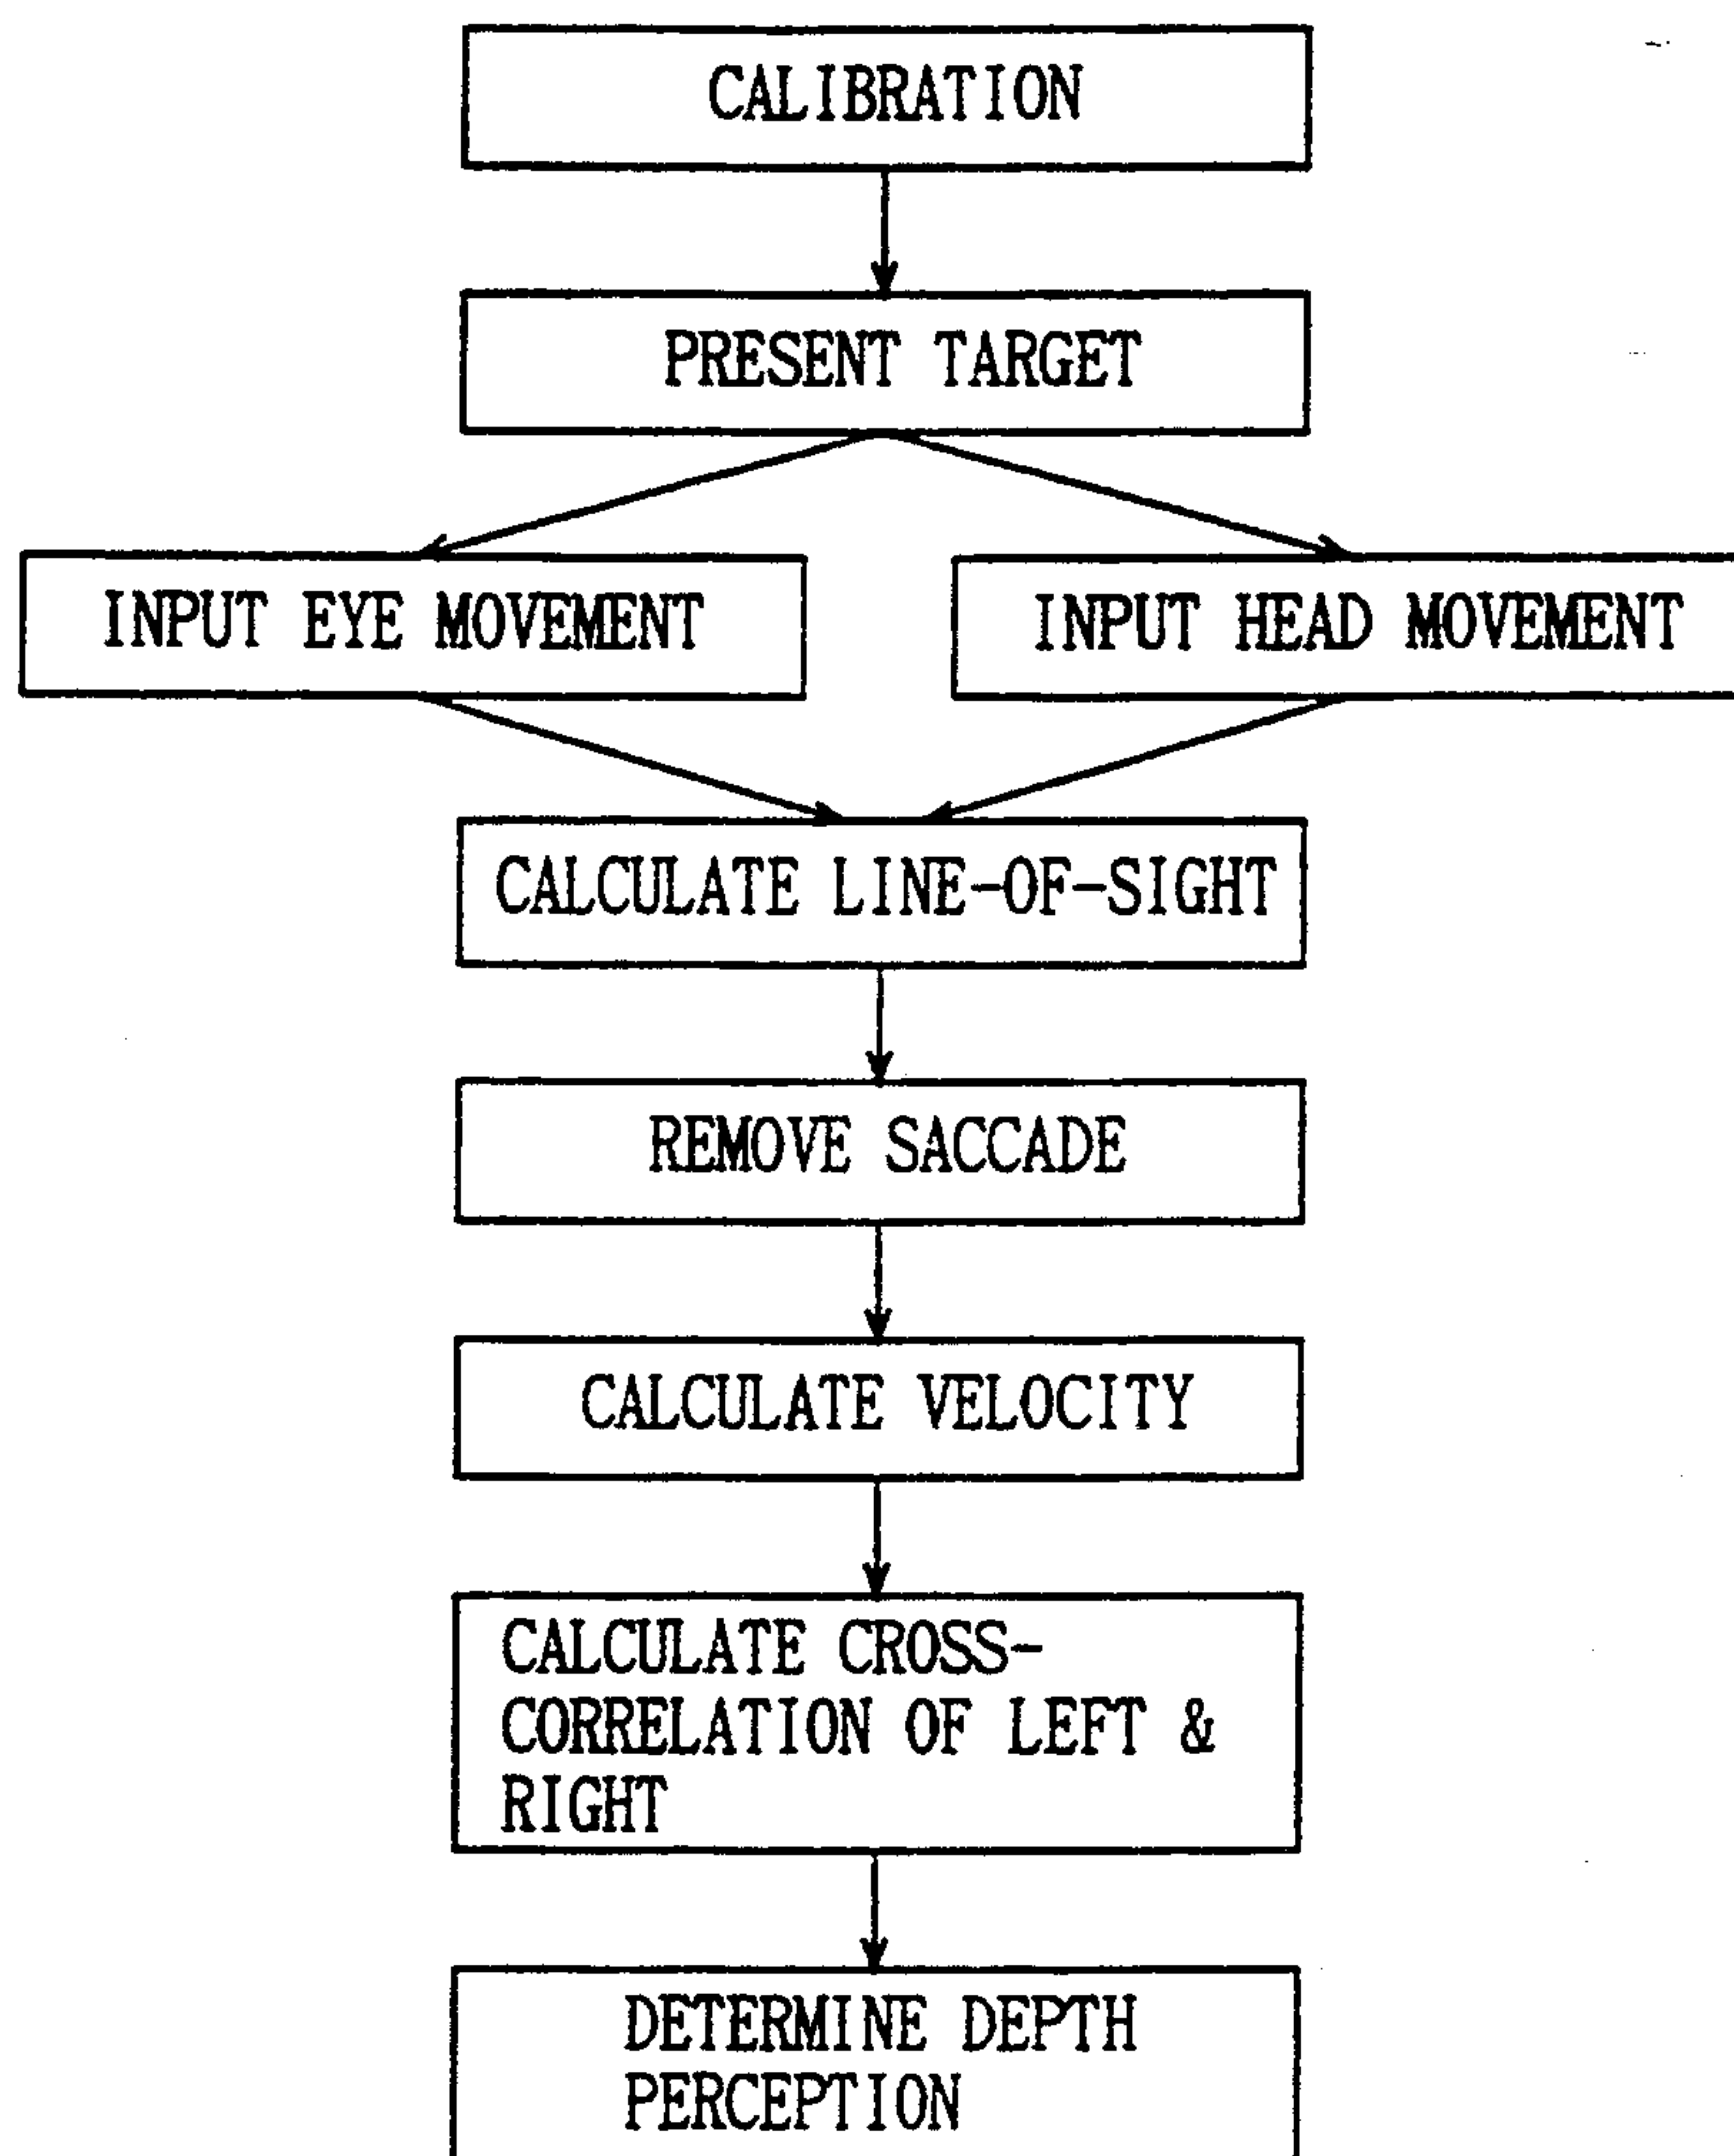 CALIBRATION
PRESENT TARGET
INPUT EYE MOVEMENT
INPUT HEAD MOVEMENT
CALCULATE LINE-OF-SIGHT
REMOVE SACCADE
CALCULATE VELOCITY
CALCULATE CROSS-
CORRELATION OF LEFT &
RIGHT
DETERMINE DEPTH
PERCEPTION